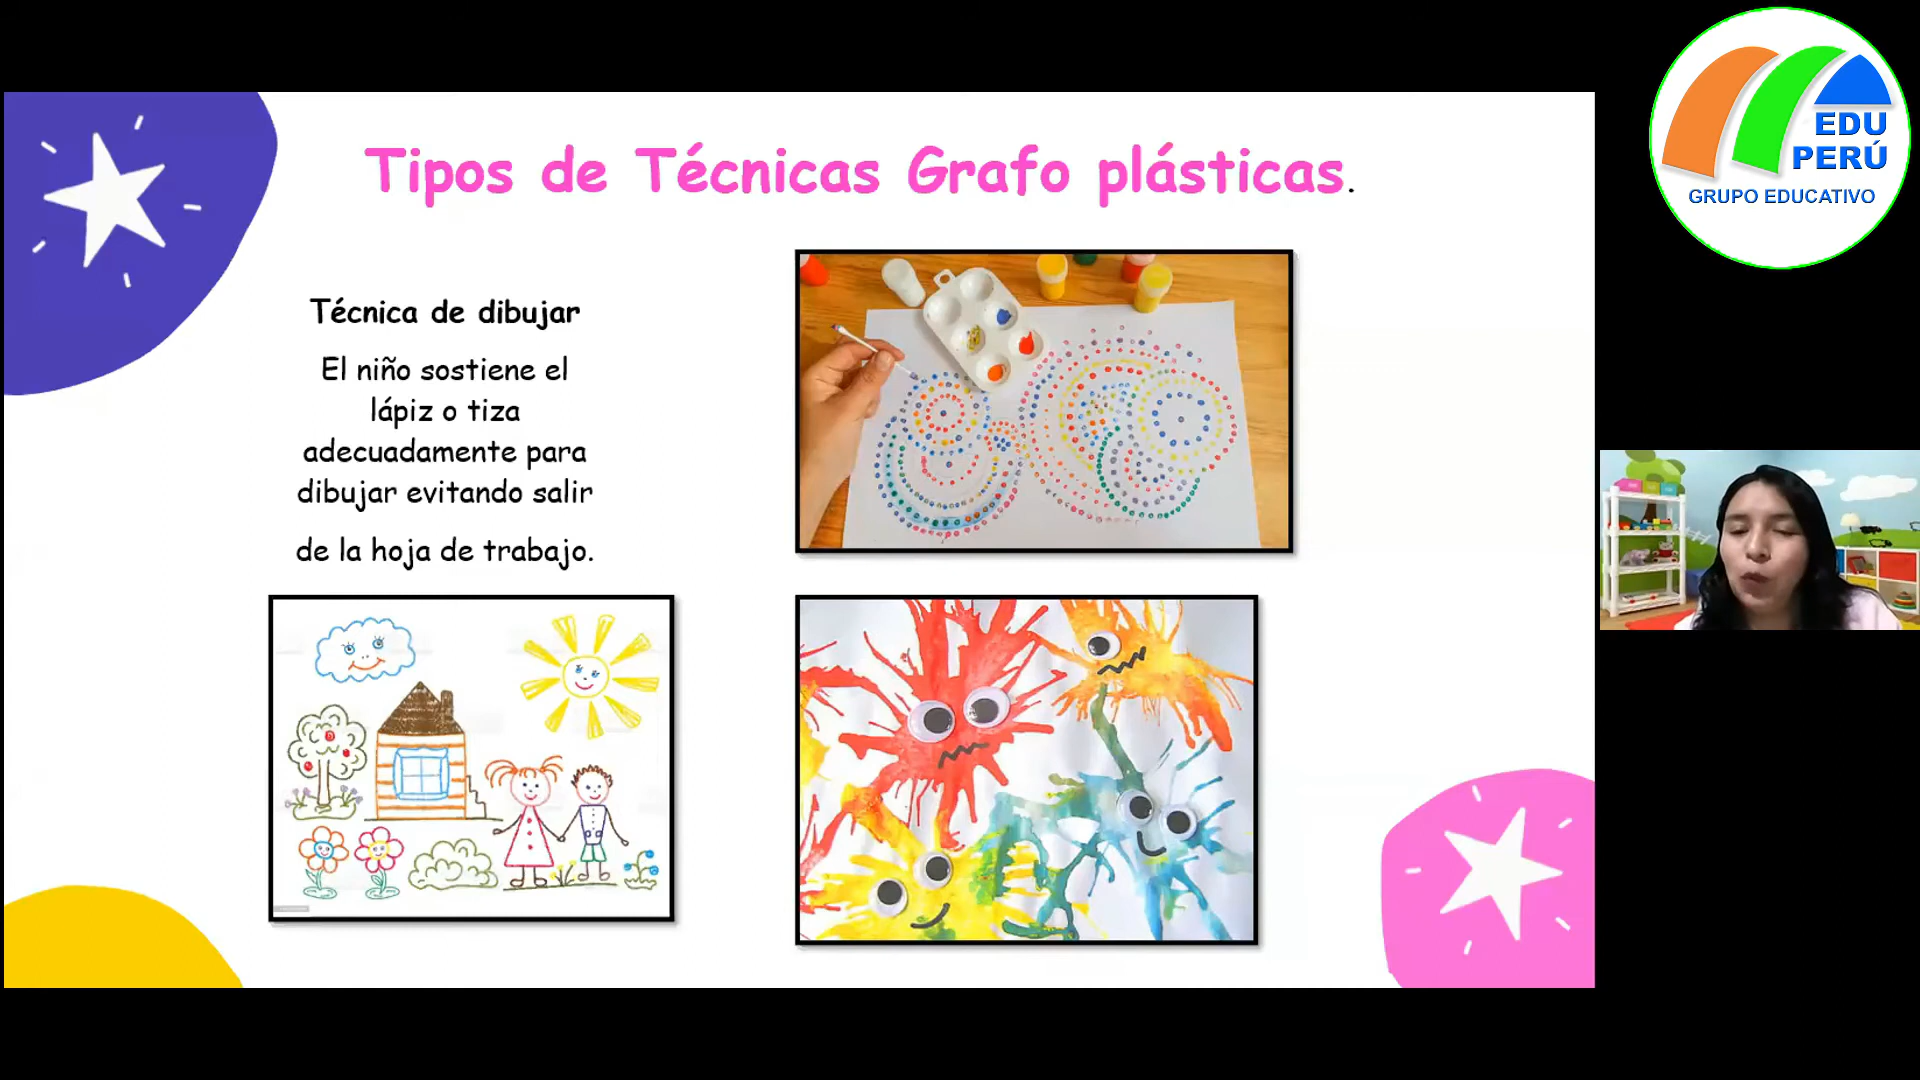 Tipos de Técnicas Grafo plásticas.
Técnica de dibujar
El niño sostiene el
lápiz o tiza
adecuadamente para
dibujar evitando salir
de la hoja de trabajo.
EDU
PERÚ
GRUPO EDUCATIVO